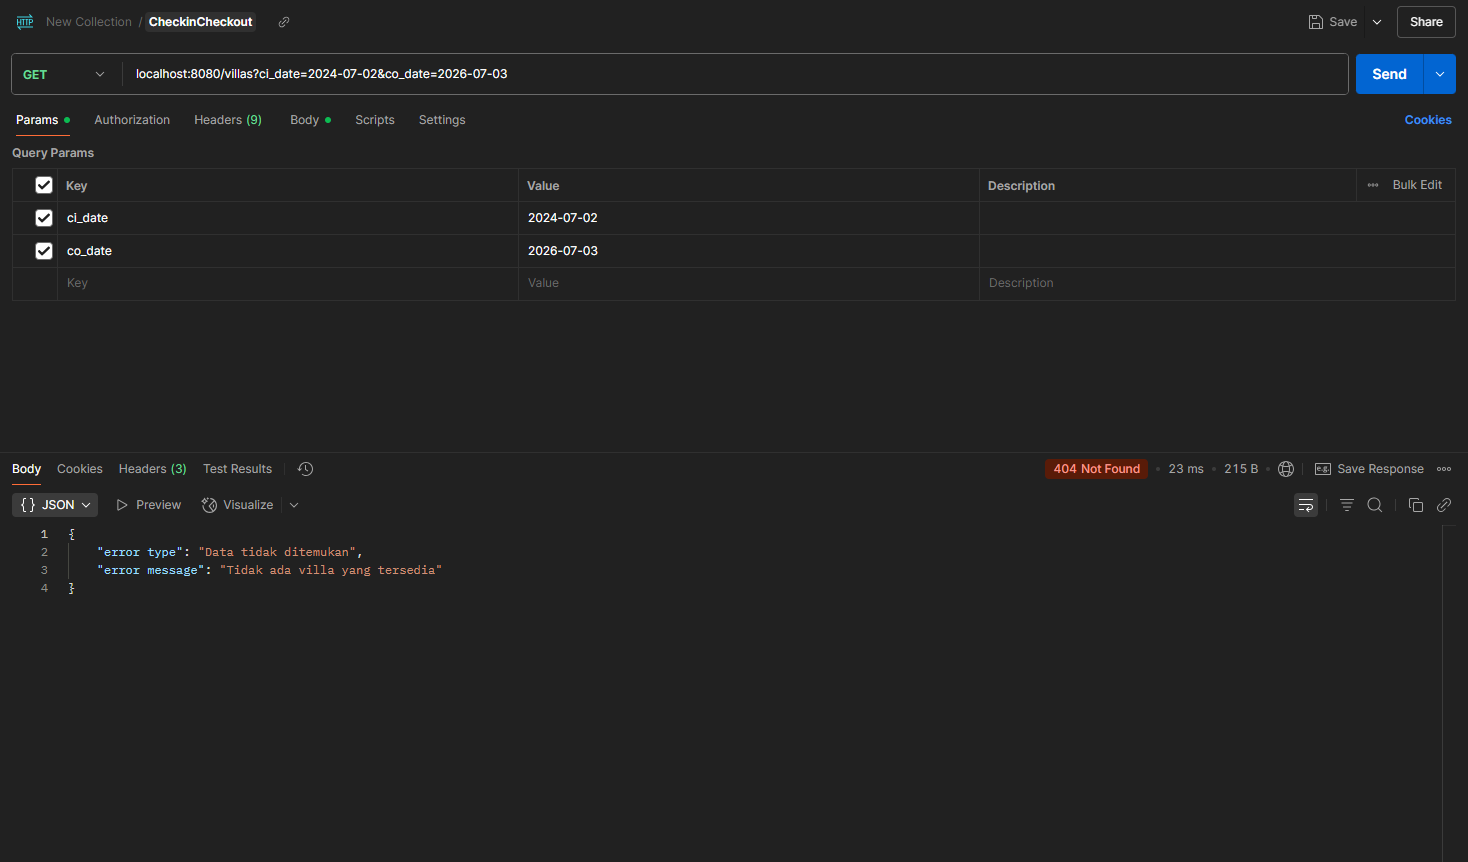 HTTP New Collection / CheckinCheckout Save Share
GET localhost:8080/villas?ci_date=2024-07-02&co_date=2026-07-03 Send
Params Authorization Headers (9) Body Scripts Settings Cookies
Query Params
Key Value Description Bulk Edit
ci_date 2024-07-02
co_date 2026-07-03
Key Value Description
Body Cookies Headers (3) Test Results 404 Not Found 23 ms 215 B e.g. Save Response
{} JSON Preview Visualize
1 {
2 "error type": "Data tidak ditemukan",
3 "error message": "Tidak ada villa yang tersedia"
4 }